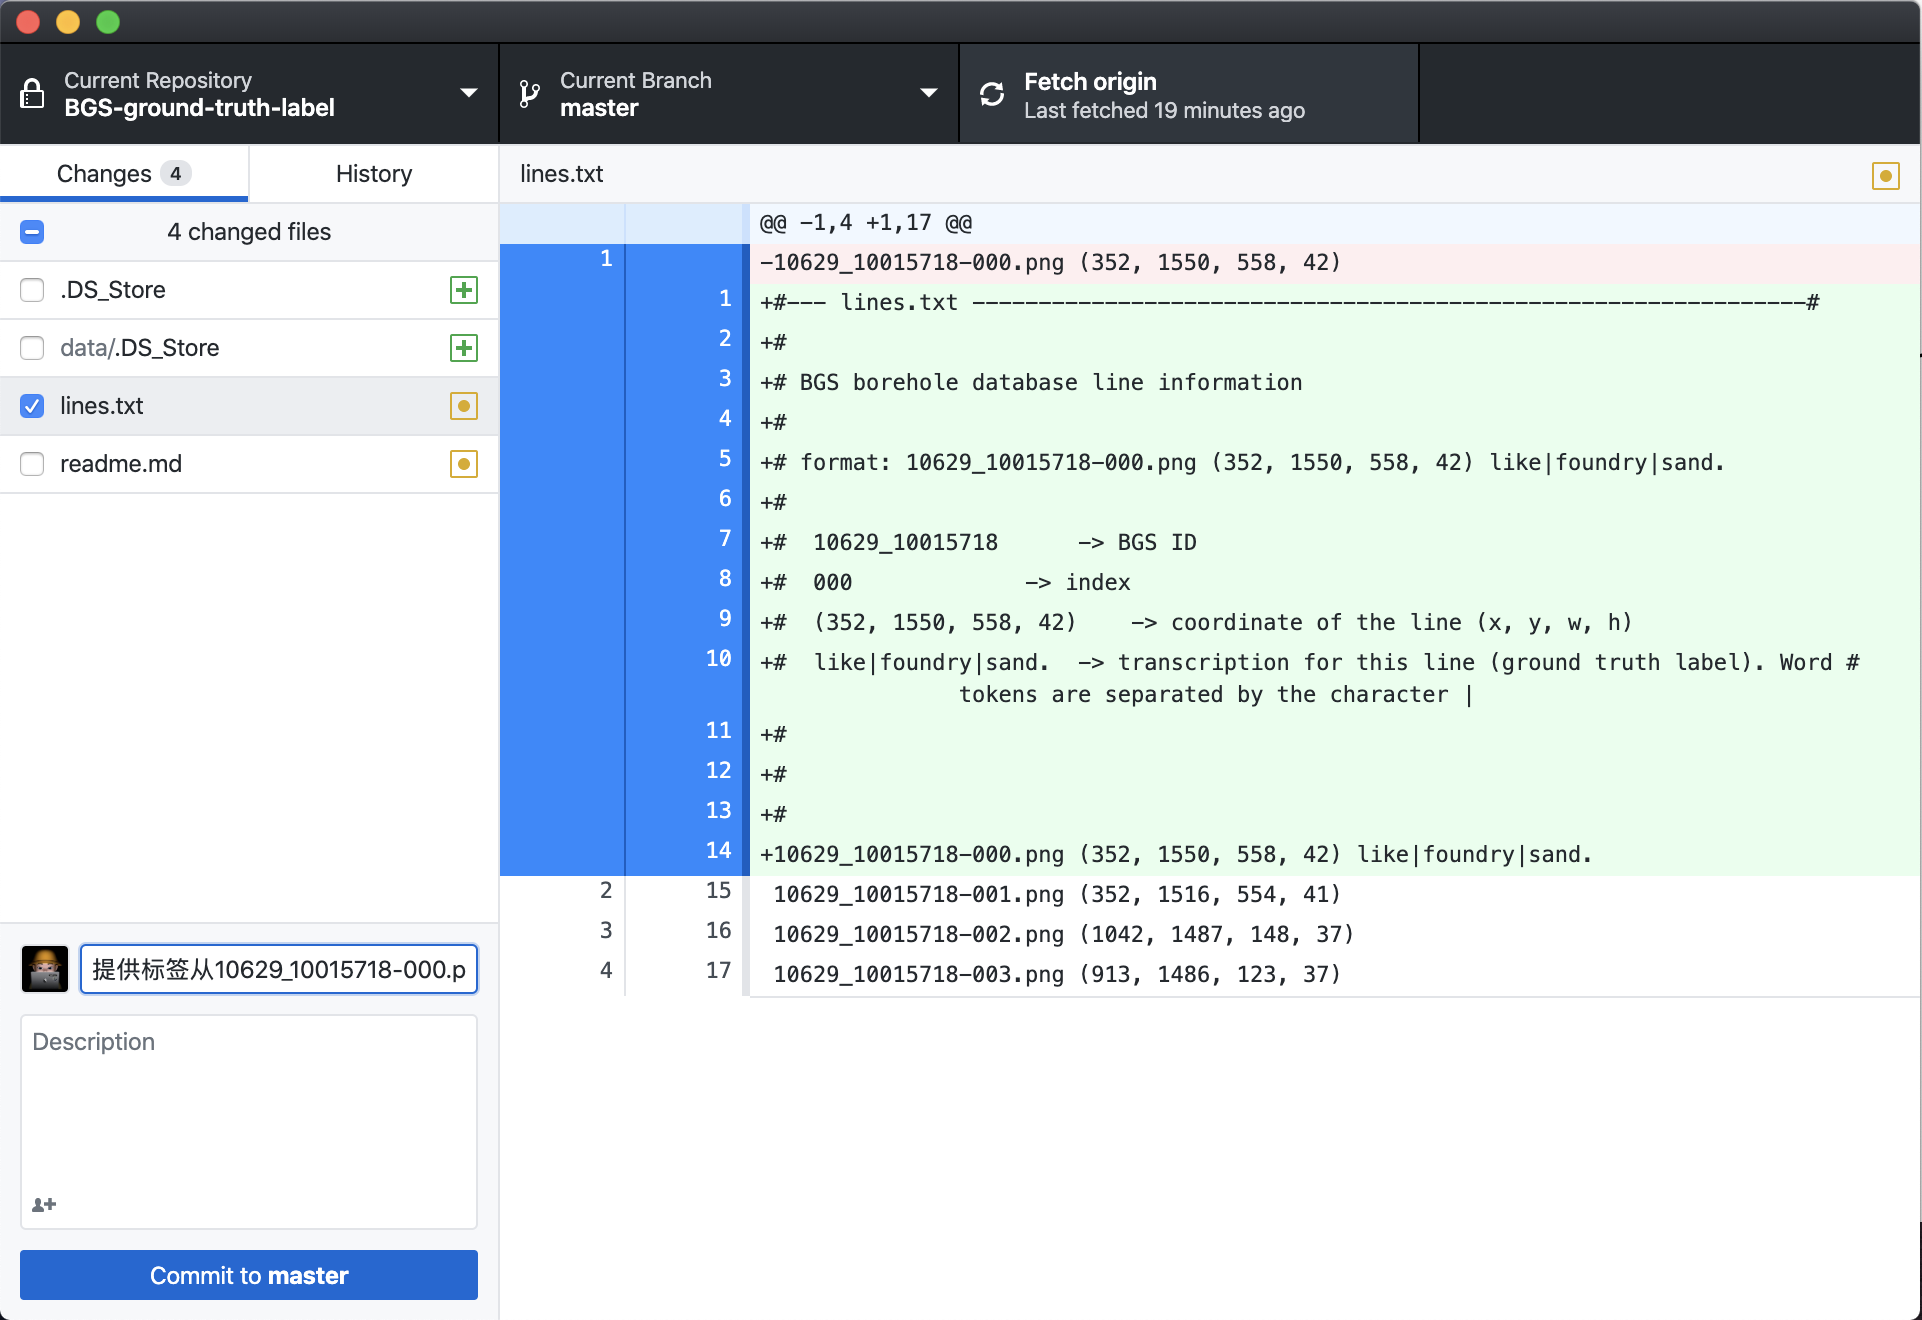 Current Repository
BGS-ground-truth-label
Current Branch
master
Fetch origin
Last fetched 19 minutes ago
Changes 4
History
4 changed files
.DS_Store
data/.DS_Store
lines.txt
readme.md
提供标签从10629_10015718-000.p
Description
Commit to master
lines.txt
@@ -1,4 +1,17 @@
1 -10629_10015718-000.png (352, 1550, 558, 42)
1 +#--- lines.txt ---------------------------------------------------------------#
2 +#
3 +# BGS borehole database line information
4 +#
5 +# format: 10629_10015718-000.png (352, 1550, 558, 42) like|foundry|sand.
6 +#
7 +#  10629_10015718      -> BGS ID
8 +#  000             -> index
9 +#  (352, 1550, 558, 42)    -> coordinate of the line (x, y, w, h)
10 +#  like|foundry|sand.  -> transcription for this line (ground truth label). Word #
tokens are separated by the character |
11 +#
12 +#
13 +#
14 +10629_10015718-000.png (352, 1550, 558, 42) like|foundry|sand.
2 15 10629_10015718-001.png (352, 1516, 554, 41)
3 16 10629_10015718-002.png (1042, 1487, 148, 37)
4 17 10629_10015718-003.png (913, 1486, 123, 37)